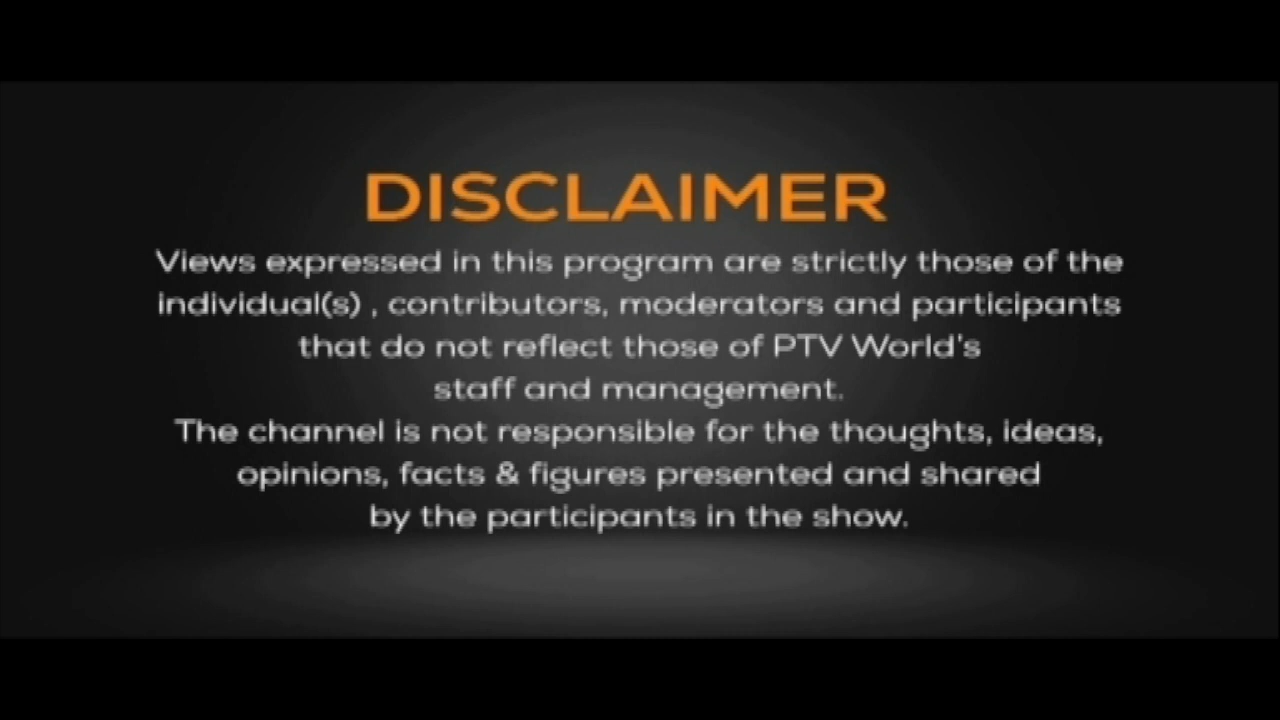 DISCLAIMER
Views expressed in this program are strictly those of the
individual(s) , contributors, moderators and participants
that do not reflect those of PTV World's
staff and management.
The channel is not responsible for the thoughts, ideas,
opinions, facts & figures presented and shared
by the participants in the show.